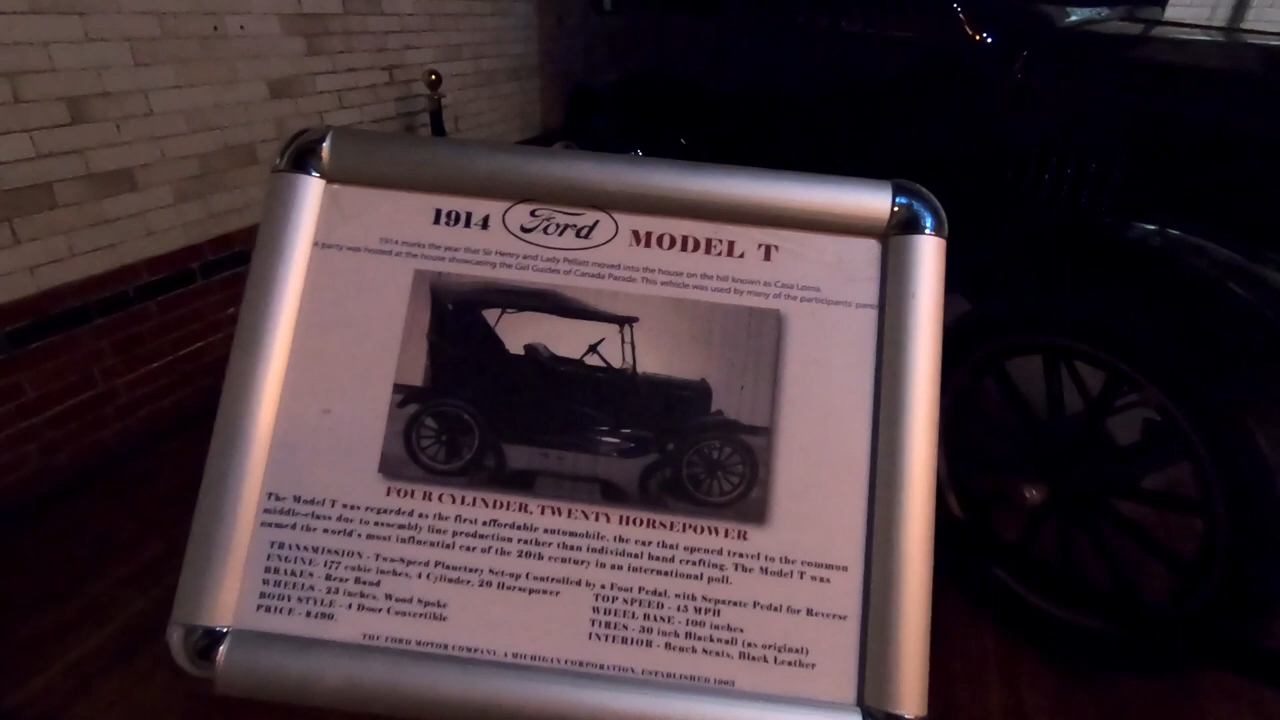 1914 Ford MODEL T
1914 marks the year that Sir Henry and Lady Pellatt moved into the house on the hill known as Casa Loma.
A party was hosted at the house showcasing the Girl Guides of Canada Parade. This vehicle was used by many of the participants
FOUR CYLINDER, TWENTY HORSEPOWER
The Model T was regarded as the first affordable automobile, the car that opened travel to the common
middle-class due to assembly line production rather than individual hand crafting. The Model T was
named the world's most influential car of the 20th century in an international poll.
TRANSMISSION - Two-Speed Planetary Set-up Controlled by a Foot Pedal, with Separate Pedal for Reverse
ENGINE- 177 cubic inches, 4 Cylinder, 20 Horsepower
BRAKES - Rear Band
WHEELS - 23 inches, Wood Spoke
BODY STYLE - 4 Door Convertible
PRICE - $490.
TOP SPEED - 45 MPH
WHEEL BASE - 100 inches
TIRES - 30 inch Blackwall (as original)
INTERIOR - Bench Seats, Black Leather
THE FORD MOTOR COMPANY, A MICHIGAN CORPORATION, ESTABLISHED 1903